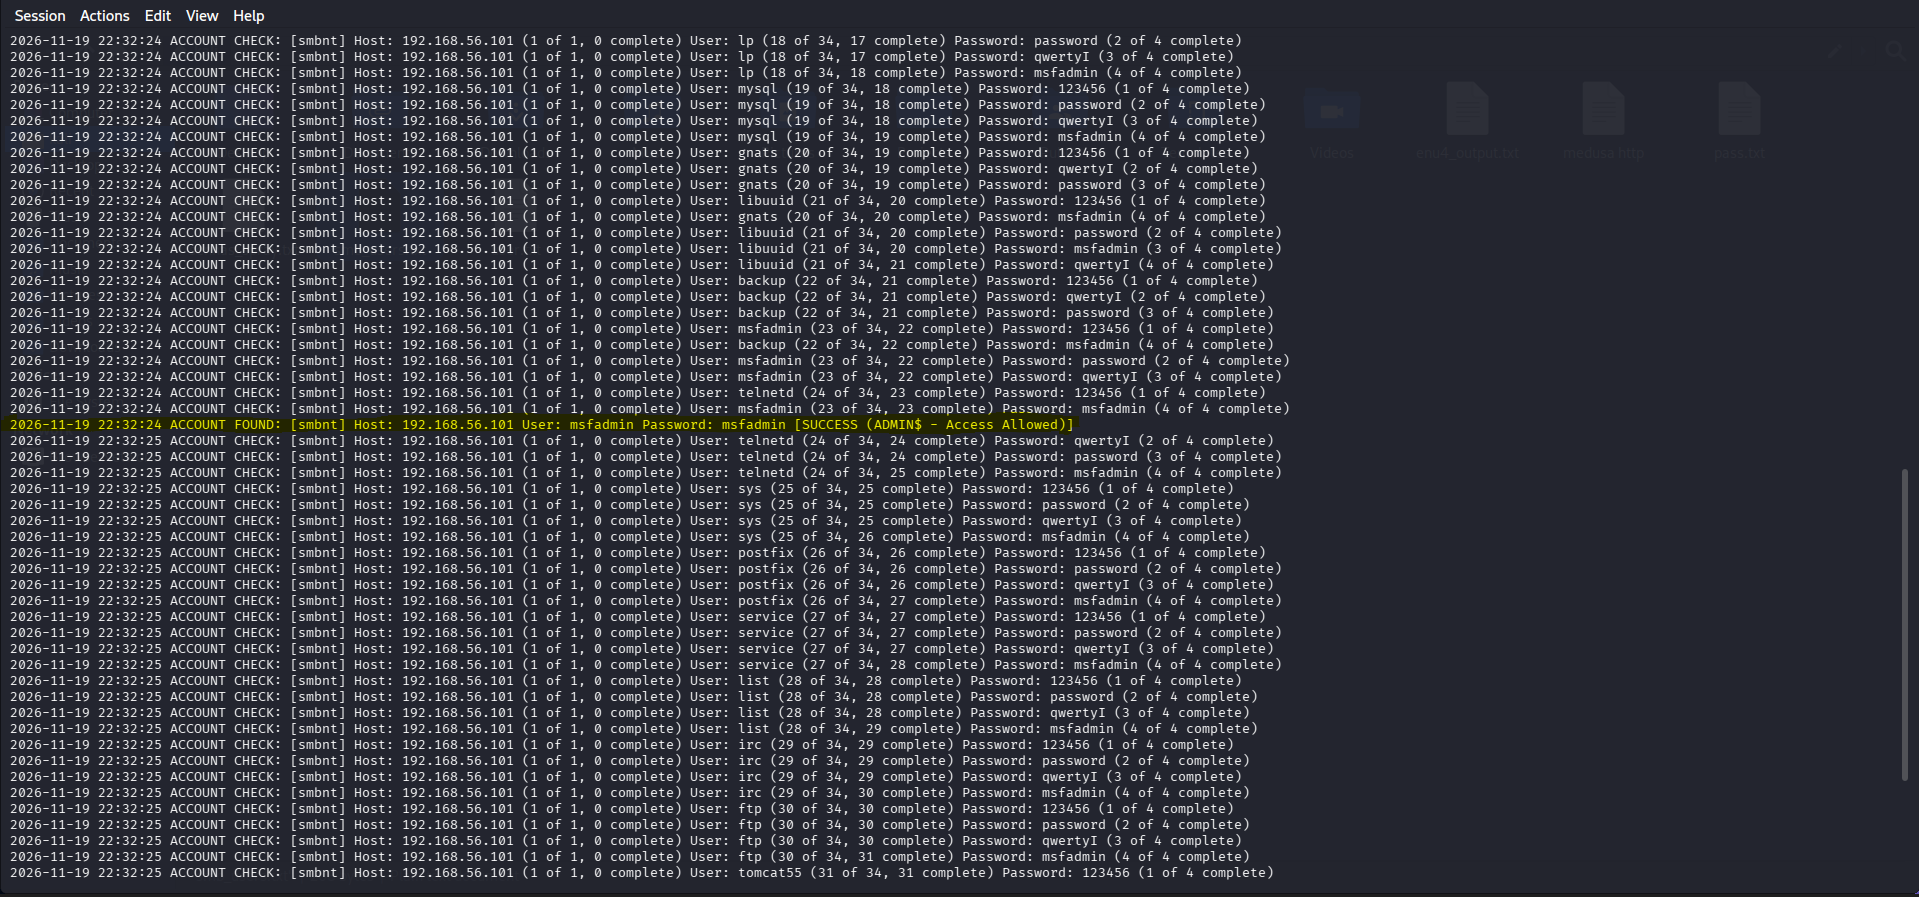 Session Actions Edit View Help
2026-11-19 22:32:24 ACCOUNT CHECK: [smbnt] Host: 192.168.56.101 (1 of 1, 0 complete) User: lp (18 of 34, 17 complete) Password: password (2 of 4 complete)
2026-11-19 22:32:24 ACCOUNT CHECK: [smbnt] Host: 192.168.56.101 (1 of 1, 0 complete) User: lp (18 of 34, 17 complete) Password: qwertyI (3 of 4 complete)
2026-11-19 22:32:24 ACCOUNT CHECK: [smbnt] Host: 192.168.56.101 (1 of 1, 0 complete) User: lp (18 of 34, 18 complete) Password: msfadmin (4 of 4 complete)
2026-11-19 22:32:24 ACCOUNT CHECK: [smbnt] Host: 192.168.56.101 (1 of 1, 0 complete) User: mysql (19 of 34, 18 complete) Password: 123456 (1 of 4 complete)
2026-11-19 22:32:24 ACCOUNT CHECK: [smbnt] Host: 192.168.56.101 (1 of 1, 0 complete) User: mysql (19 of 34, 18 complete) Password: password (2 of 4 complete)
2026-11-19 22:32:24 ACCOUNT CHECK: [smbnt] Host: 192.168.56.101 (1 of 1, 0 complete) User: mysql (19 of 34, 18 complete) Password: qwertyI (3 of 4 complete)
2026-11-19 22:32:24 ACCOUNT CHECK: [smbnt] Host: 192.168.56.101 (1 of 1, 0 complete) User: mysql (19 of 34, 19 complete) Password: msfadmin (4 of 4 complete)
2026-11-19 22:32:24 ACCOUNT CHECK: [smbnt] Host: 192.168.56.101 (1 of 1, 0 complete) User: gnats (20 of 34, 19 complete) Password: 123456 (1 of 4 complete)
2026-11-19 22:32:24 ACCOUNT CHECK: [smbnt] Host: 192.168.56.101 (1 of 1, 0 complete) User: gnats (20 of 34, 19 complete) Password: qwertyI (2 of 4 complete)
2026-11-19 22:32:24 ACCOUNT CHECK: [smbnt] Host: 192.168.56.101 (1 of 1, 0 complete) User: gnats (20 of 34, 19 complete) Password: password (3 of 4 complete)
2026-11-19 22:32:24 ACCOUNT CHECK: [smbnt] Host: 192.168.56.101 (1 of 1, 0 complete) User: libuuid (21 of 34, 20 complete) Password: 123456 (1 of 4 complete)
2026-11-19 22:32:24 ACCOUNT CHECK: [smbnt] Host: 192.168.56.101 (1 of 1, 0 complete) User: gnats (20 of 34, 20 complete) Password: msfadmin (4 of 4 complete)
2026-11-19 22:32:24 ACCOUNT CHECK: [smbnt] Host: 192.168.56.101 (1 of 1, 0 complete) User: libuuid (21 of 34, 20 complete) Password: password (2 of 4 complete)
2026-11-19 22:32:24 ACCOUNT CHECK: [smbnt] Host: 192.168.56.101 (1 of 1, 0 complete) User: libuuid (21 of 34, 20 complete) Password: msfadmin (3 of 4 complete)
2026-11-19 22:32:24 ACCOUNT CHECK: [smbnt] Host: 192.168.56.101 (1 of 1, 0 complete) User: libuuid (21 of 34, 21 complete) Password: qwertyI (4 of 4 complete)
2026-11-19 22:32:24 ACCOUNT CHECK: [smbnt] Host: 192.168.56.101 (1 of 1, 0 complete) User: backup (22 of 34, 21 complete) Password: 123456 (1 of 4 complete)
2026-11-19 22:32:24 ACCOUNT CHECK: [smbnt] Host: 192.168.56.101 (1 of 1, 0 complete) User: backup (22 of 34, 21 complete) Password: qwertyI (2 of 4 complete)
2026-11-19 22:32:24 ACCOUNT CHECK: [smbnt] Host: 192.168.56.101 (1 of 1, 0 complete) User: backup (22 of 34, 21 complete) Password: password (3 of 4 complete)
2026-11-19 22:32:24 ACCOUNT CHECK: [smbnt] Host: 192.168.56.101 (1 of 1, 0 complete) User: msfadmin (23 of 34, 22 complete) Password: 123456 (1 of 4 complete)
2026-11-19 22:32:24 ACCOUNT CHECK: [smbnt] Host: 192.168.56.101 (1 of 1, 0 complete) User: backup (22 of 34, 22 complete) Password: msfadmin (4 of 4 complete)
2026-11-19 22:32:24 ACCOUNT CHECK: [smbnt] Host: 192.168.56.101 (1 of 1, 0 complete) User: msfadmin (23 of 34, 22 complete) Password: password (2 of 4 complete)
2026-11-19 22:32:24 ACCOUNT CHECK: [smbnt] Host: 192.168.56.101 (1 of 1, 0 complete) User: msfadmin (23 of 34, 22 complete) Password: qwertyI (3 of 4 complete)
2026-11-19 22:32:24 ACCOUNT CHECK: [smbnt] Host: 192.168.56.101 (1 of 1, 0 complete) User: telnetd (24 of 34, 23 complete) Password: 123456 (1 of 4 complete)
2026-11-19 22:32:24 ACCOUNT CHECK: [smbnt] Host: 192.168.56.101 (1 of 1, 0 complete) User: msfadmin (23 of 34, 23 complete) Password: msfadmin (4 of 4 complete)
2026-11-19 22:32:24 ACCOUNT FOUND: [smbnt] Host: 192.168.56.101 User: msfadmin Password: msfadmin [SUCCESS (ADMIN$ - Access Allowed)]
2026-11-19 22:32:25 ACCOUNT CHECK: [smbnt] Host: 192.168.56.101 (1 of 1, 0 complete) User: telnetd (24 of 34, 24 complete) Password: qwertyI (2 of 4 complete)
2026-11-19 22:32:25 ACCOUNT CHECK: [smbnt] Host: 192.168.56.101 (1 of 1, 0 complete) User: telnetd (24 of 34, 24 complete) Password: password (3 of 4 complete)
2026-11-19 22:32:25 ACCOUNT CHECK: [smbnt] Host: 192.168.56.101 (1 of 1, 0 complete) User: telnetd (24 of 34, 25 complete) Password: msfadmin (4 of 4 complete)
2026-11-19 22:32:25 ACCOUNT CHECK: [smbnt] Host: 192.168.56.101 (1 of 1, 0 complete) User: sys (25 of 34, 25 complete) Password: 123456 (1 of 4 complete)
2026-11-19 22:32:25 ACCOUNT CHECK: [smbnt] Host: 192.168.56.101 (1 of 1, 0 complete) User: sys (25 of 34, 25 complete) Password: password (2 of 4 complete)
2026-11-19 22:32:25 ACCOUNT CHECK: [smbnt] Host: 192.168.56.101 (1 of 1, 0 complete) User: sys (25 of 34, 25 complete) Password: qwertyI (3 of 4 complete)
2026-11-19 22:32:25 ACCOUNT CHECK: [smbnt] Host: 192.168.56.101 (1 of 1, 0 complete) User: sys (25 of 34, 26 complete) Password: msfadmin (4 of 4 complete)
2026-11-19 22:32:25 ACCOUNT CHECK: [smbnt] Host: 192.168.56.101 (1 of 1, 0 complete) User: postfix (26 of 34, 26 complete) Password: 123456 (1 of 4 complete)
2026-11-19 22:32:25 ACCOUNT CHECK: [smbnt] Host: 192.168.56.101 (1 of 1, 0 complete) User: postfix (26 of 34, 26 complete) Password: password (2 of 4 complete)
2026-11-19 22:32:25 ACCOUNT CHECK: [smbnt] Host: 192.168.56.101 (1 of 1, 0 complete) User: postfix (26 of 34, 26 complete) Password: qwertyI (3 of 4 complete)
2026-11-19 22:32:25 ACCOUNT CHECK: [smbnt] Host: 192.168.56.101 (1 of 1, 0 complete) User: postfix (26 of 34, 27 complete) Password: msfadmin (4 of 4 complete)
2026-11-19 22:32:25 ACCOUNT CHECK: [smbnt] Host: 192.168.56.101 (1 of 1, 0 complete) User: service (27 of 34, 27 complete) Password: 123456 (1 of 4 complete)
2026-11-19 22:32:25 ACCOUNT CHECK: [smbnt] Host: 192.168.56.101 (1 of 1, 0 complete) User: service (27 of 34, 27 complete) Password: password (2 of 4 complete)
2026-11-19 22:32:25 ACCOUNT CHECK: [smbnt] Host: 192.168.56.101 (1 of 1, 0 complete) User: service (27 of 34, 27 complete) Password: qwertyI (3 of 4 complete)
2026-11-19 22:32:25 ACCOUNT CHECK: [smbnt] Host: 192.168.56.101 (1 of 1, 0 complete) User: service (27 of 34, 28 complete) Password: msfadmin (4 of 4 complete)
2026-11-19 22:32:25 ACCOUNT CHECK: [smbnt] Host: 192.168.56.101 (1 of 1, 0 complete) User: list (28 of 34, 28 complete) Password: 123456 (1 of 4 complete)
2026-11-19 22:32:25 ACCOUNT CHECK: [smbnt] Host: 192.168.56.101 (1 of 1, 0 complete) User: list (28 of 34, 28 complete) Password: password (2 of 4 complete)
2026-11-19 22:32:25 ACCOUNT CHECK: [smbnt] Host: 192.168.56.101 (1 of 1, 0 complete) User: list (28 of 34, 28 complete) Password: qwertyI (3 of 4 complete)
2026-11-19 22:32:25 ACCOUNT CHECK: [smbnt] Host: 192.168.56.101 (1 of 1, 0 complete) User: list (28 of 34, 29 complete) Password: msfadmin (4 of 4 complete)
2026-11-19 22:32:25 ACCOUNT CHECK: [smbnt] Host: 192.168.56.101 (1 of 1, 0 complete) User: irc (29 of 34, 29 complete) Password: 123456 (1 of 4 complete)
2026-11-19 22:32:25 ACCOUNT CHECK: [smbnt] Host: 192.168.56.101 (1 of 1, 0 complete) User: irc (29 of 34, 29 complete) Password: password (2 of 4 complete)
2026-11-19 22:32:25 ACCOUNT CHECK: [smbnt] Host: 192.168.56.101 (1 of 1, 0 complete) User: irc (29 of 34, 29 complete) Password: qwertyI (3 of 4 complete)
2026-11-19 22:32:25 ACCOUNT CHECK: [smbnt] Host: 192.168.56.101 (1 of 1, 0 complete) User: irc (29 of 34, 30 complete) Password: msfadmin (4 of 4 complete)
2026-11-19 22:32:25 ACCOUNT CHECK: [smbnt] Host: 192.168.56.101 (1 of 1, 0 complete) User: ftp (30 of 34, 30 complete) Password: 123456 (1 of 4 complete)
2026-11-19 22:32:25 ACCOUNT CHECK: [smbnt] Host: 192.168.56.101 (1 of 1, 0 complete) User: ftp (30 of 34, 30 complete) Password: password (2 of 4 complete)
2026-11-19 22:32:25 ACCOUNT CHECK: [smbnt] Host: 192.168.56.101 (1 of 1, 0 complete) User: ftp (30 of 34, 30 complete) Password: qwertyI (3 of 4 complete)
2026-11-19 22:32:25 ACCOUNT CHECK: [smbnt] Host: 192.168.56.101 (1 of 1, 0 complete) User: ftp (30 of 34, 31 complete) Password: msfadmin (4 of 4 complete)
2026-11-19 22:32:25 ACCOUNT CHECK: [smbnt] Host: 192.168.56.101 (1 of 1, 0 complete) User: tomcat55 (31 of 34, 31 complete) Password: 123456 (1 of 4 complete)
Videos
pass.txt